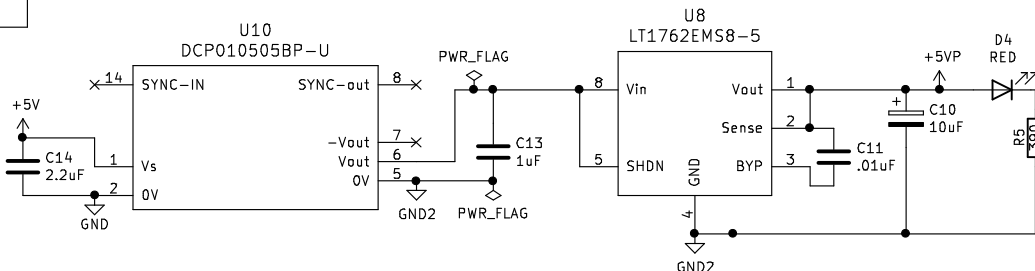 U10
DCP010505BP-U
14
SYNC-IN
SYNC-out
8
-Vout
7
Vout
6
1
Vs
0V
5
2
0V
+5V
C14
2.2uF
GND
PWR_FLAG
C13
1uF
GND2
PWR_FLAG
U8
LT1762EMS8-5
8
Vin
Vout
1
Sense
2
5
SHDN
BYP
3
GND
4
GND2
C11
.01uF
+
C10
10uF
+5VP
D4
RED
R5
390